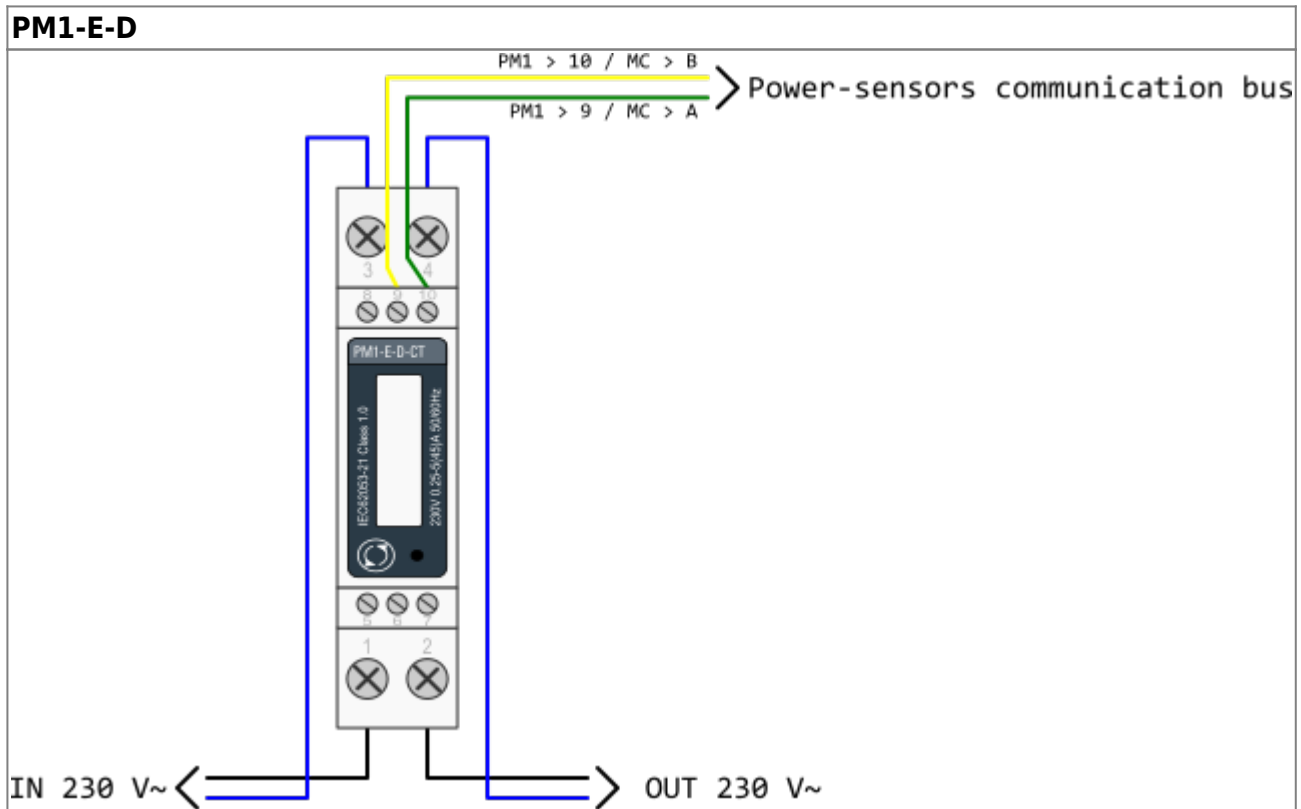 PM1-E-D
PM1 > 10 / MC > B
Power-sensors communication bus
PM1 > 9 / MC > A
3 4
8 9 10
PM1-E-D-CT
IEC62053-21 Class 1.0
230V 0.25-5(45)A 50/60Hz
5 6 7
1 2
IN 230 V~
OUT 230 V~